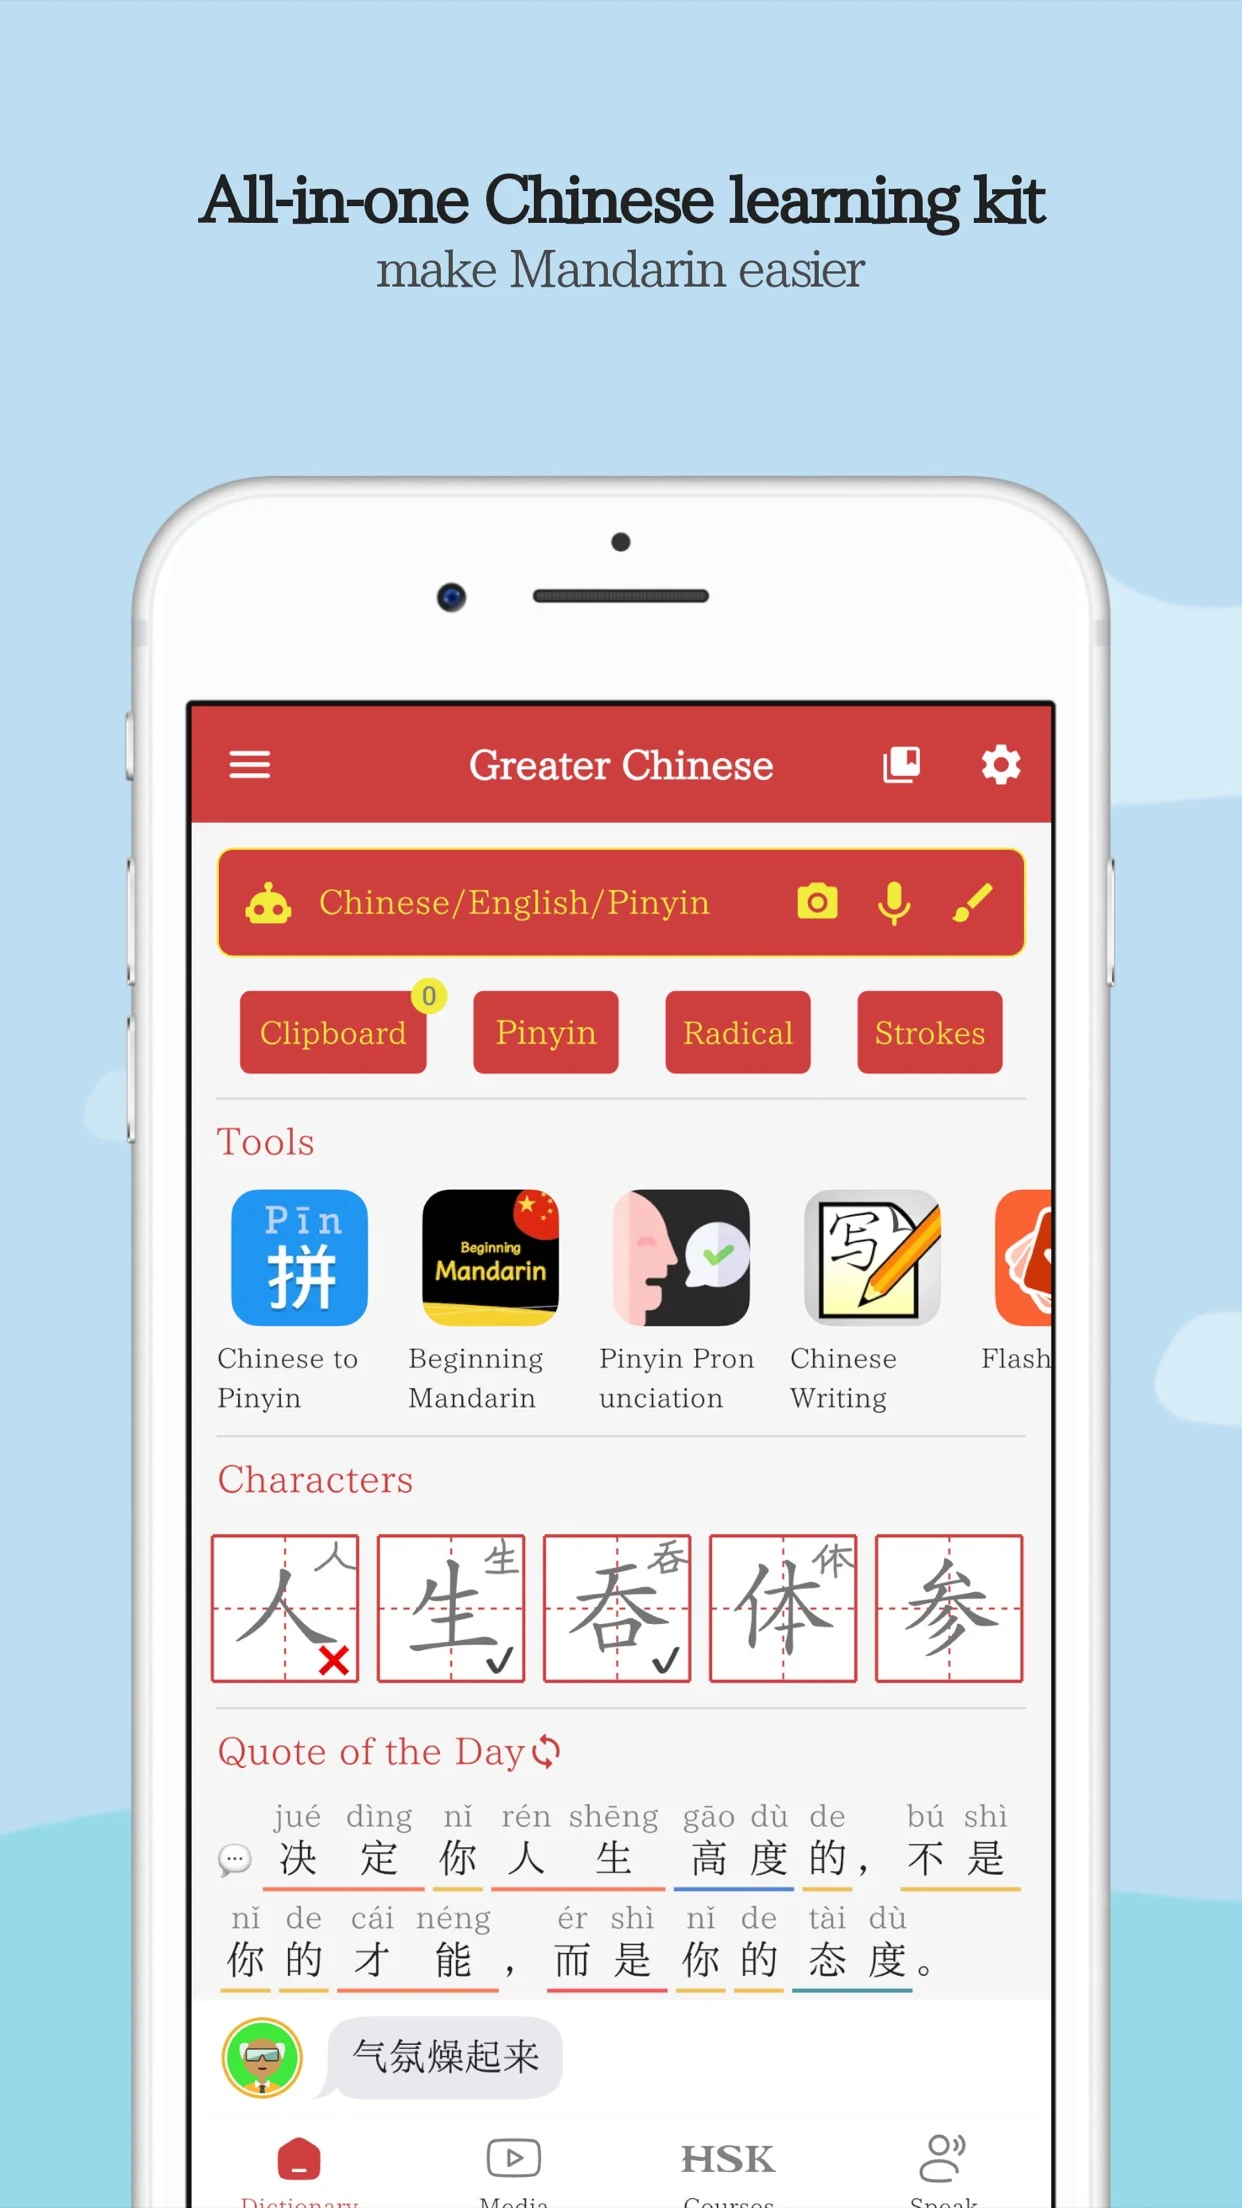 All-in-one Chinese learning kit
make Mandarin easier
Greater Chinese
Chinese/English/Pinyin
0
Clipboard Pinyin Radical Strokes
Tools
Pīn
拼
Beginning
Mandarin
写
Chinese to
Pinyin
Beginning
Mandarin
Pinyin Pron
unciation
Chinese
Writing
Flash
Characters
人 生 吞 体
人 生 吞 体 参
Quote of the Day
jué dìng nǐ rén shēng gāo dù de bú shì
决 定 你 人 生 高 度 的， 不 是
nǐ de cái néng ér shì nǐ de tài dù
你 的 才 能 ， 而 是 你 的 态 度 。
气氛燥起来
HSK
Dictionary Media Courses Speak